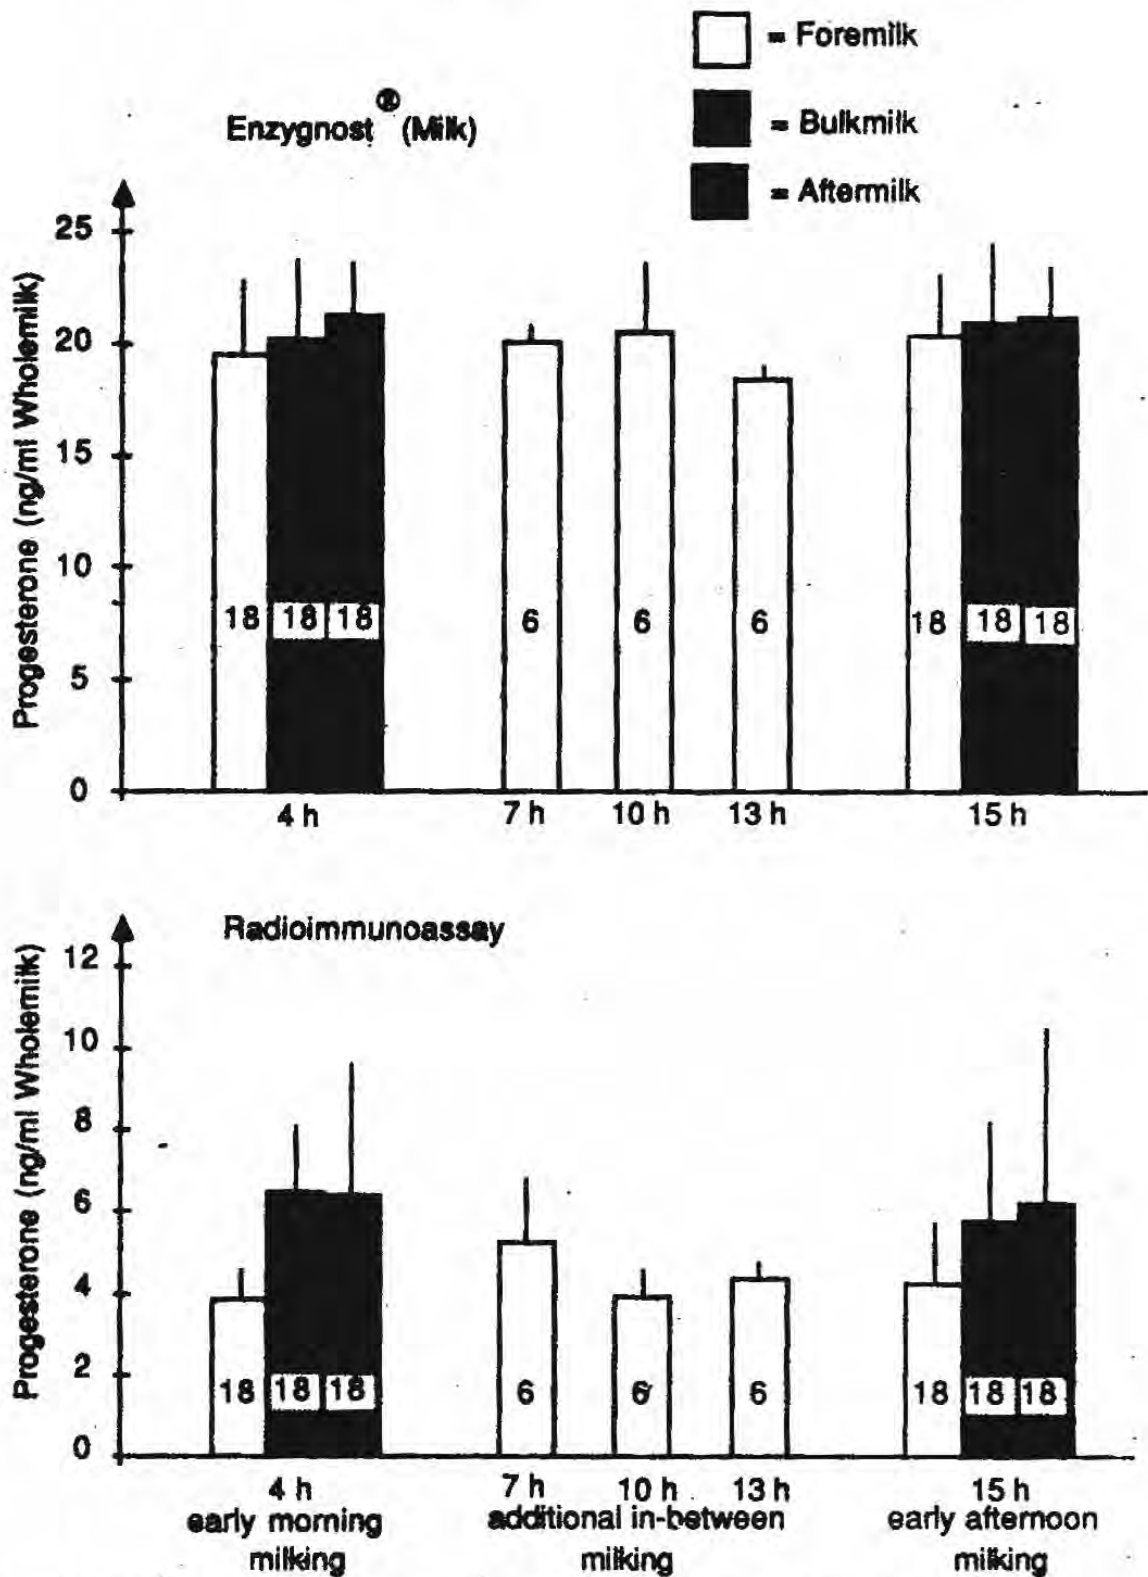 = Foremilk
= Bulkmilk
= Aftermilk
Enzygnost® (Milk)
Progesterone (ng/ml Wholemilk)
25
20
15
10
5
0
18 18 18 6 6 6 18 18 18
4 h 7 h 10 h 13 h 15 h
Radioimmunoassay
Progesterone (ng/ml Wholemilk)
12
10
8
6
4
2
0
18 18 18 6 6 6 18 18 18
4 h 7 h 10 h 13 h 15 h
early morning additional in-between early afternoon
milking milking milking